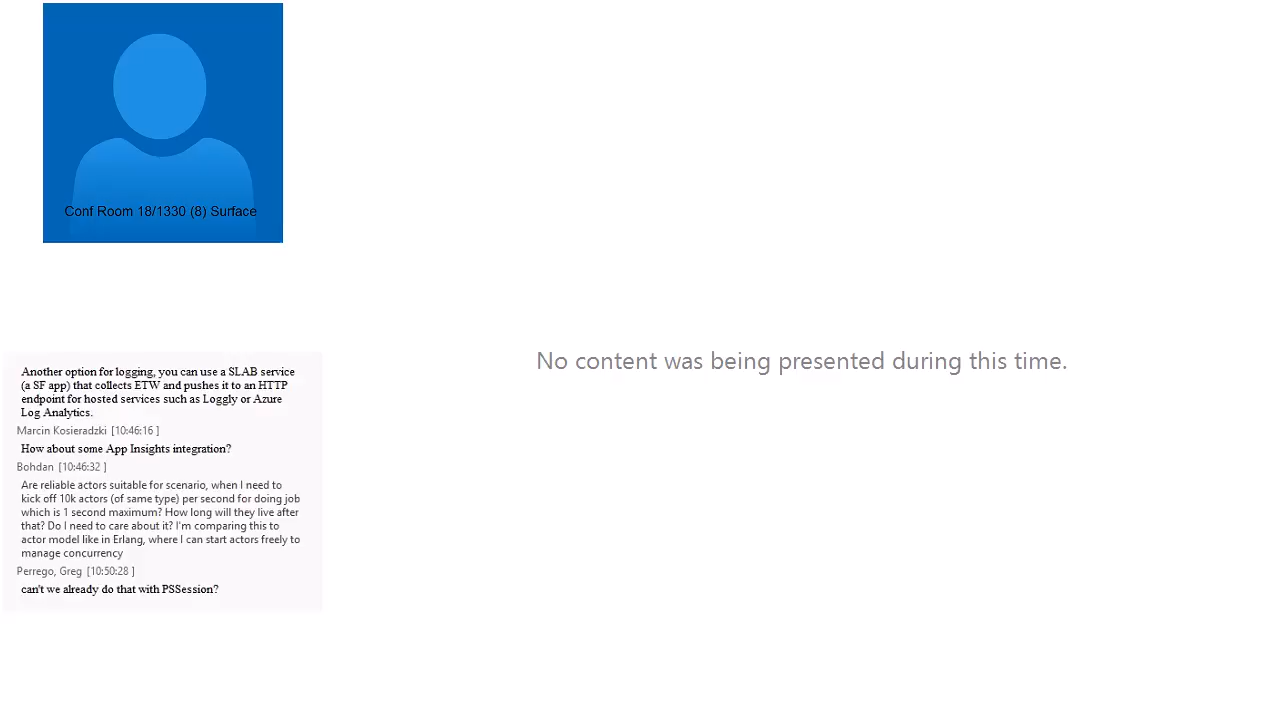 Conf Room 18/1330 (8) Surface
No content was being presented during this time.
Another option for logging, you can use a SLAB service
(a SF app) that collects ETW and pushes it to an HTTP
endpoint for hosted services such as Loggly or Azure
Log Analytics.
Marcin Kosieradzki [10:46:16 ]
How about some App Insights integration?
Bohdan [10:46:32 ]
Are reliable actors suitable for scenario, when I need to
kick off 10k actors (of same type) per second for doing job
which is 1 second maximum? How long will they live after
that? Do I need to care about it? I'm comparing this to
actor model like in Erlang, where I can start actors freely to
manage concurrency
Perrego, Greg [10:50:28 ]
can't we already do that with PSSession?